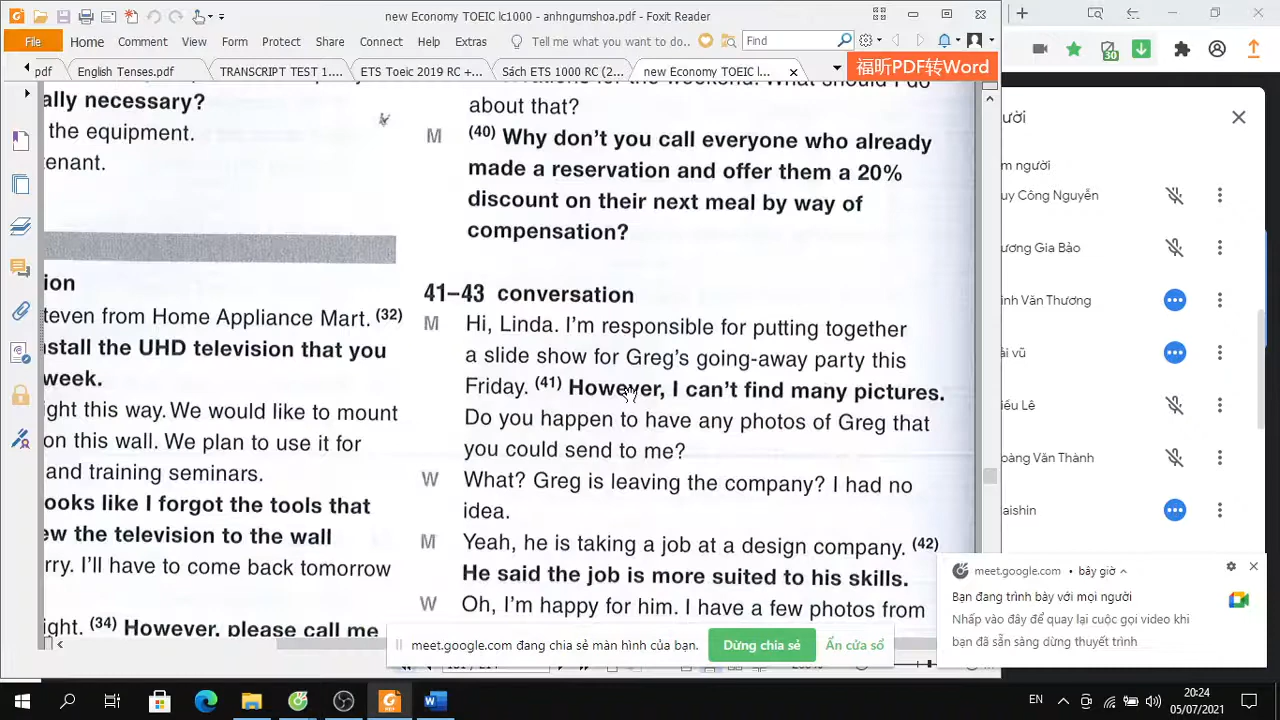 new Economy TOEIC lc1000 - anhngumshoa.pdf - Foxit Reader
File Home Comment View Form Protect Share Connect Help Extras Tell me what you want to do.. Find
pdf English Tenses.pdf TRANSCRIPT TEST 1.... ETS Toeic 2019 RC +... Sách ETS 1000 RC (2... new Economy TOEIC l... 福昕PDF转Word
ally necessary?
the equipment.
enant.
ion
teven from Home Appliance Mart. (32)
stall the UHD television that you
week.
ight this way. We would like to mount
on this wall. We plan to use it for
and training seminars.
ooks like I forgot the tools that
ew the television to the wall
rry. I'll have to come back tomorrow
ight. (34) However, please call me
for the weekend. What should I do
about that?
M (40) Why don't you call everyone who already
made a reservation and offer them a 20%
discount on their next meal by way of
compensation?
41–43 conversation
M Hi, Linda. I'm responsible for putting together
a slide show for Greg's going-away party this
Friday. (41) However, I can't find many pictures.
Do you happen to have any photos of Greg that
you could send to me?
W What? Greg is leaving the company? I had no
idea.
M Yeah, he is taking a job at a design company. (42)
He said the job is more suited to his skills.
W Oh, I'm happy for him. I have a few photos from
ười
m người
uy Công Nguyễn
ương Gia Bảo
inh Văn Thương
ải vũ
iếu Lê
oàng Văn Thành
aishin
meet.google.com • bây giờ
Bạn đang trình bày với mọi người
Nhấp vào đây để quay lại cuộc gọi video khi
bạn đã sẵn sàng dừng thuyết trình
meet.google.com đang chia sẻ màn hình của bạn. Dừng chia sẻ Ẩn cửa sổ
EN 20:24
05/07/2021